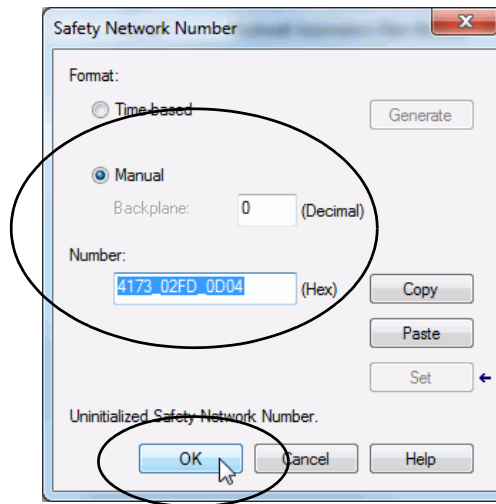 Safety Network Number
Format:
Time-based
Generate
Manual
Backplane: 0 (Decimal)
Number:
4173_02FD_0D04 (Hex)
Copy
Paste
Set
Uninitialized Safety Network Number.
OK Cancel Help